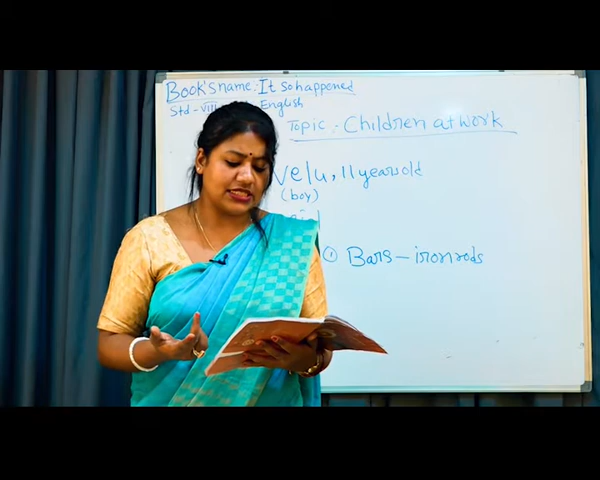 Book's name: It so happened
Std - VIII English
Topic : Children at work
Velu, 11 years old
(boy)
① Bars - iron rods